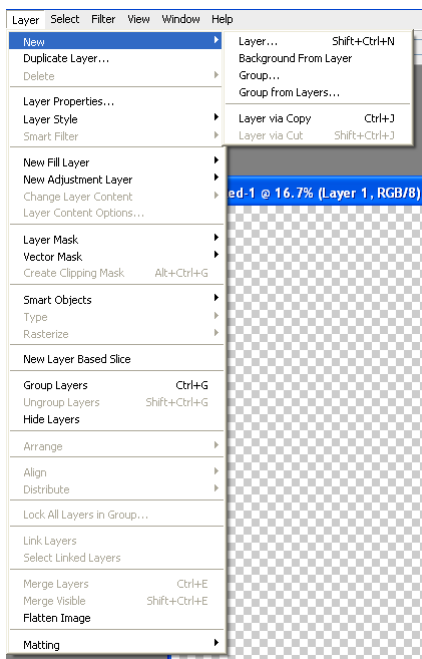 Layer Select Filter View Window Help
New
Duplicate Layer...
Delete
Layer Properties...
Layer Style
Smart Filter
New Fill Layer
New Adjustment Layer
Change Layer Content
Layer Content Options...
Layer Mask
Vector Mask
Create Clipping Mask Alt+Ctrl+G
Smart Objects
Type
Rasterize
New Layer Based Slice
Group Layers Ctrl+G
Ungroup Layers Shift+Ctrl+G
Hide Layers
Arrange
Align
Distribute
Lock All Layers in Group...
Link Layers
Select Linked Layers
Merge Layers Ctrl+E
Merge Visible Shift+Ctrl+E
Flatten Image
Matting
Layer... Shift+Ctrl+N
Background From Layer
Group...
Group from Layers...
Layer via Copy Ctrl+J
Layer via Cut Shift+Ctrl+J
ed-1 @ 16.7% (Layer 1, RGB/8)